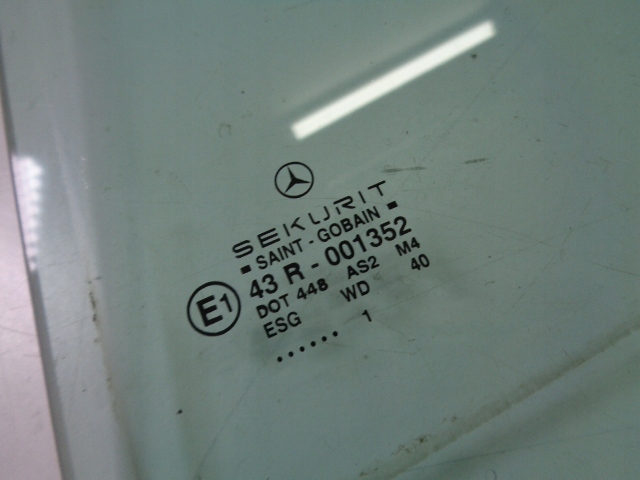 SEKURIT
▪ SAINT - GOBAIN ▪
E1 43 R - 001352
DOT 448 AS2 M4
ESG WD 40
...... 1